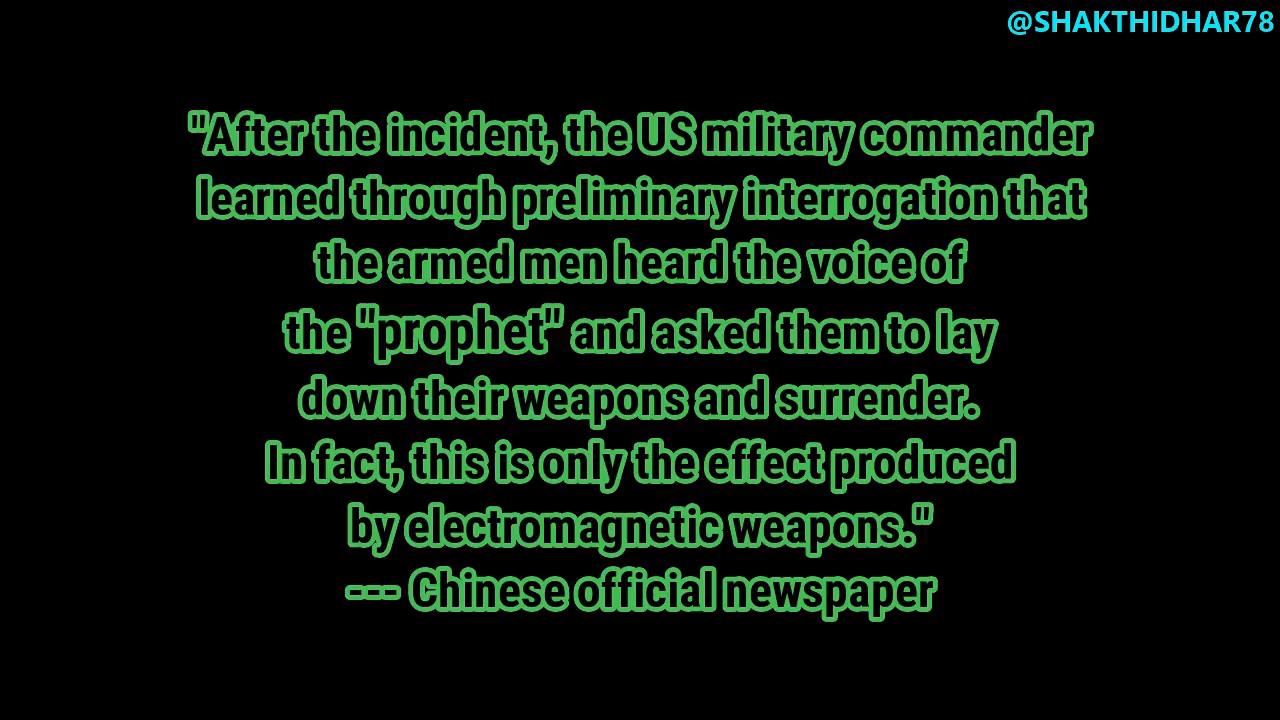 @SHAKTHIDHAR78
"After the incident, the US military commander
learned through preliminary interrogation that
the armed men heard the voice of
the "prophet" and asked them to lay
down their weapons and surrender.
In fact, this is only the effect produced
by electromagnetic weapons."
--- Chinese official newspaper